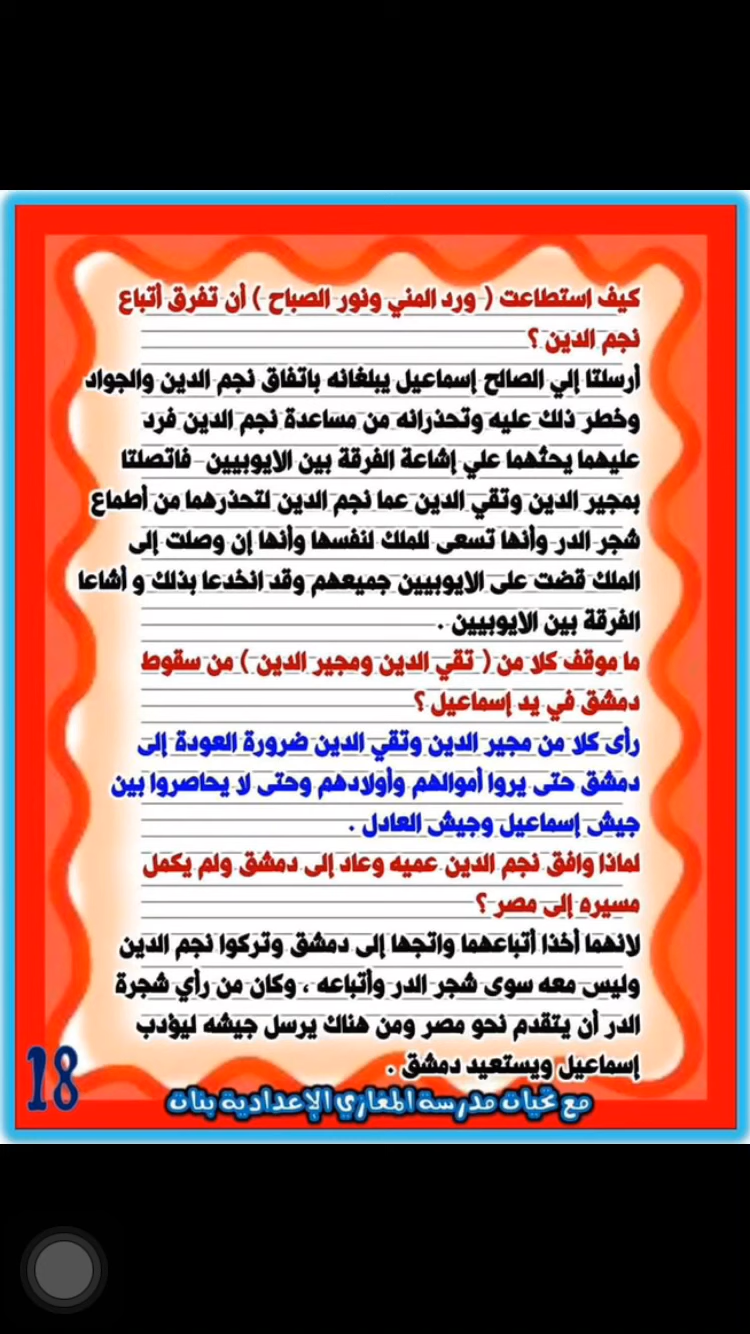 كيف استطاعت ( ورد المني ونور الصباح ) أن تفرق أتباع
نجم الدين ؟
أرسلتا إلي الصالح إسماعيل يبلغانه باتفاق نجم الدين والجواد
وخطر ذلك عليه وتحذرانه من مساعدة نجم الدين فرد
عليهما يحثهما علي إشاعة الفرقة بين الايوبيين فاتصلتا
بمجير الدين وتقي الدين عما نجم الدين لتحذرهما من أطماع
شجر الدر وأنها تسعى للملك لنفسها وأنها إن وصلت إلى
الملك قضت على الايوبيين جميعهم وقد انخدعا بذلك و أشاعا
الفرقة بين الايوبيين .
ما موقف كلا من ( تقي الدين ومجير الدين ) من سقوط
دمشق في يد إسماعيل ؟
رأى كلا من مجير الدين وتقي الدين ضرورة العودة إلى
دمشق حتى يروا أموالهم وأولادهم وحتى لا يحاصروا بين
جيش إسماعيل وجيش العادل .
لماذا وافق نجم الدين عميه وعاد إلى دمشق ولم يكمل
مسيره إلى مصر ؟
لانهما أخذا أتباعهما واتجها إلى دمشق وتركوا نجم الدين
وليس معه سوى شجر الدر وأتباعه ، وكان من رأي شجرة
الدر أن يتقدم نحو مصر ومن هناك يرسل جيشه ليؤدب
إسماعيل ويستعيد دمشق .
18
مع تحيات مدرسة المغازي الإعدادية بنات